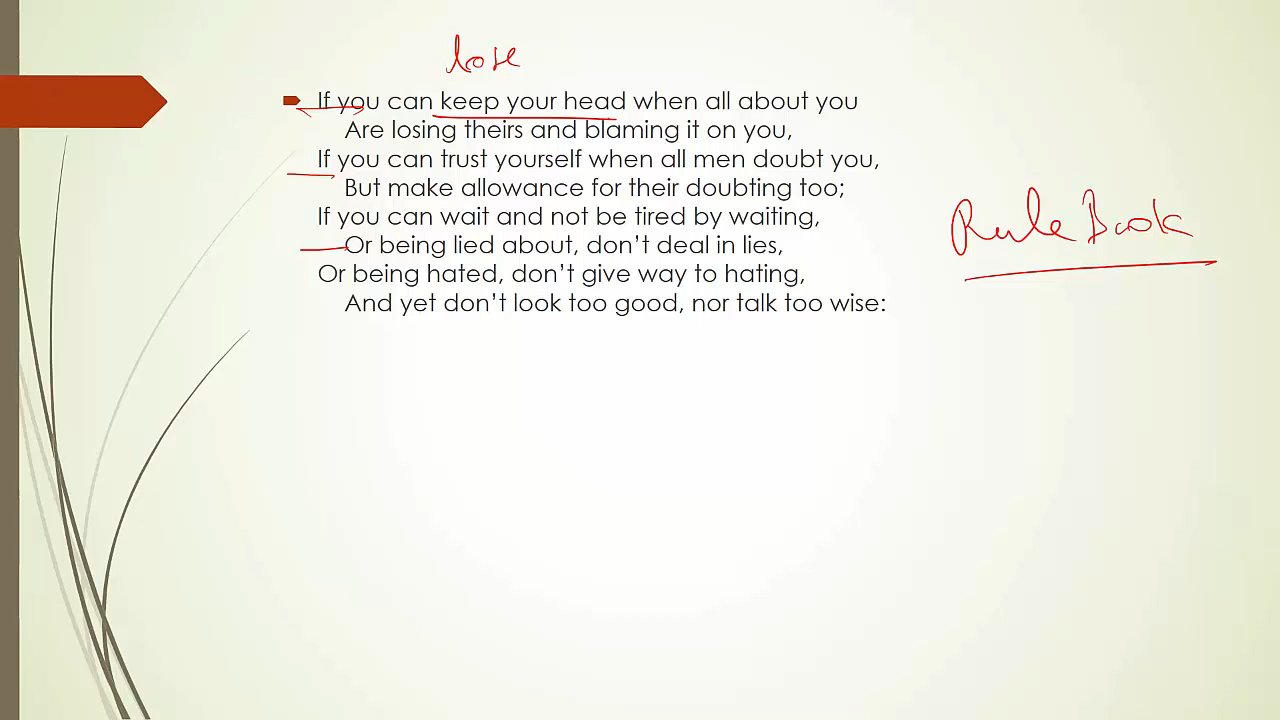 lose
If you can keep your head when all about you
Are losing theirs and blaming it on you,
If you can trust yourself when all men doubt you,
But make allowance for their doubting too;
If you can wait and not be tired by waiting,
Or being lied about, don’t deal in lies,
Or being hated, don’t give way to hating,
And yet don’t look too good, nor talk too wise:
Rule Book